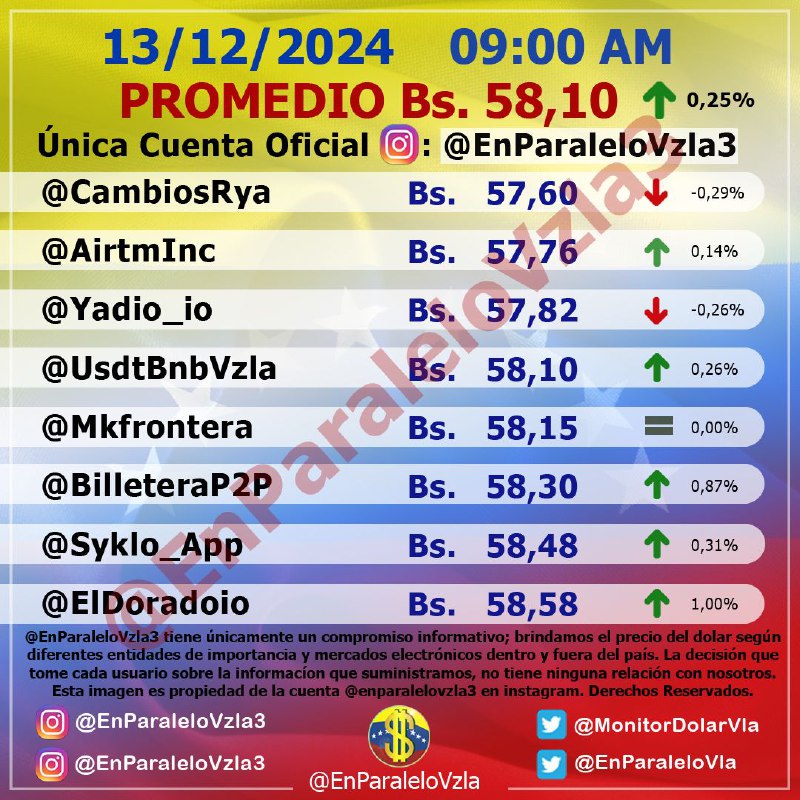 13/12/2024 09:00 AM
PROMEDIO Bs. 58,10 0,25%
Única Cuenta Oficial : @EnParaleloVzla3
@CambiosRya Bs. 57,60 -0,29%
@AirtmInc Bs. 57,76 0,14%
@Yadio_io Bs. 57,82 -0,26%
@UsdtBnbVzla Bs. 58,10 0,26%
@Mkfrontera Bs. 58,15 0,00%
@BilleteraP2P Bs. 58,30 0,87%
@Syklo_App Bs. 58,48 0,31%
@ElDoradoio Bs. 58,58 1,00%
@EnParaleloVzla3
@EnParaleloVzla3 tiene únicamente un compromiso informativo; brindamos el precio del dolar según
diferentes entidades de importancia y mercados electrónicos dentro y fuera del país. La decisión que
tome cada usuario sobre la informacíon que suministramos, no tiene ninguna relación con nosotros.
Esta imagen es propiedad de la cuenta @enparalelovzla3 en instagram. Derechos Reservados.
@EnParaleloVzla3 @MonitorDolarVla
@EnParaleloVzla3 @EnParaleloVla
@EnParaleloVzla